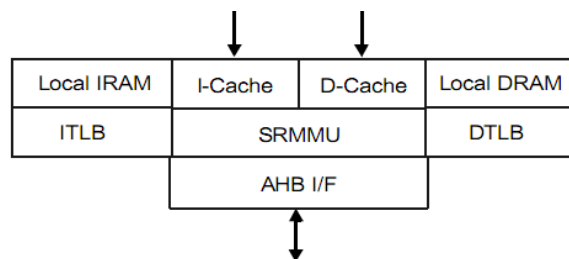 Local IRAM I-Cache D-Cache Local DRAM
ITLB SRMMU DTLB
AHB I/F